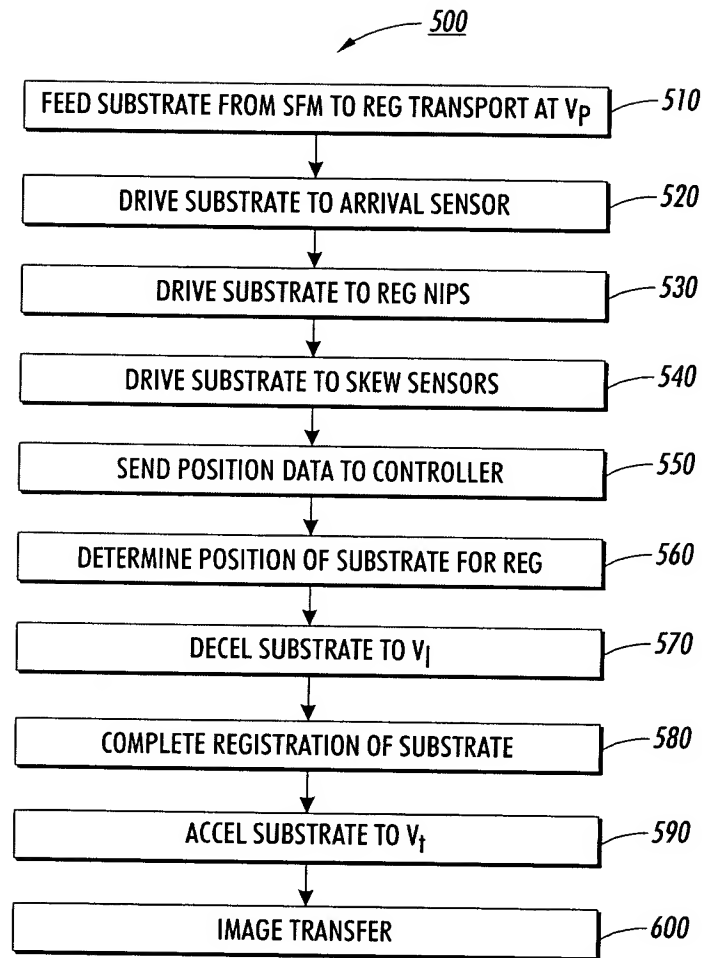 500
FEED SUBSTRATE FROM SFM TO REG TRANSPORT AT Vp
510
DRIVE SUBSTRATE TO ARRIVAL SENSOR
520
DRIVE SUBSTRATE TO REG NIPS
530
DRIVE SUBSTRATE TO SKEW SENSORS
540
SEND POSITION DATA TO CONTROLLER
550
DETERMINE POSITION OF SUBSTRATE FOR REG
560
DECEL SUBSTRATE TO Vl
570
COMPLETE REGISTRATION OF SUBSTRATE
580
ACCEL SUBSTRATE TO Vt
590
IMAGE TRANSFER
600